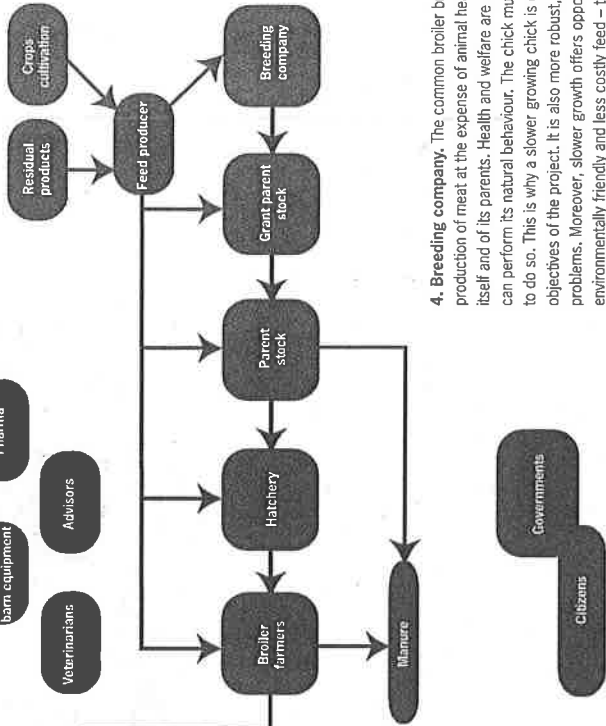 Pharma
barn equipment
Advisors
Veterinarians
Crops
cultivation
Residual
products
Feed producer
Breeding
company
Grant parent
stock
Parent
stock
Hatchery
Broiler
farmers
Manure
Governments
Citizens
4. Breeding company. The common broiler b
production of meat at the expense of animal he
itself and of its parents. Health and welfare are
can perform its natural behaviour. The chick mu
to do so. This is why a slower growing chick is
objectives of the project. It is also more robust,
problems. Moreover, slower growth offers oppo
environmentally friendly and less costly feed – t